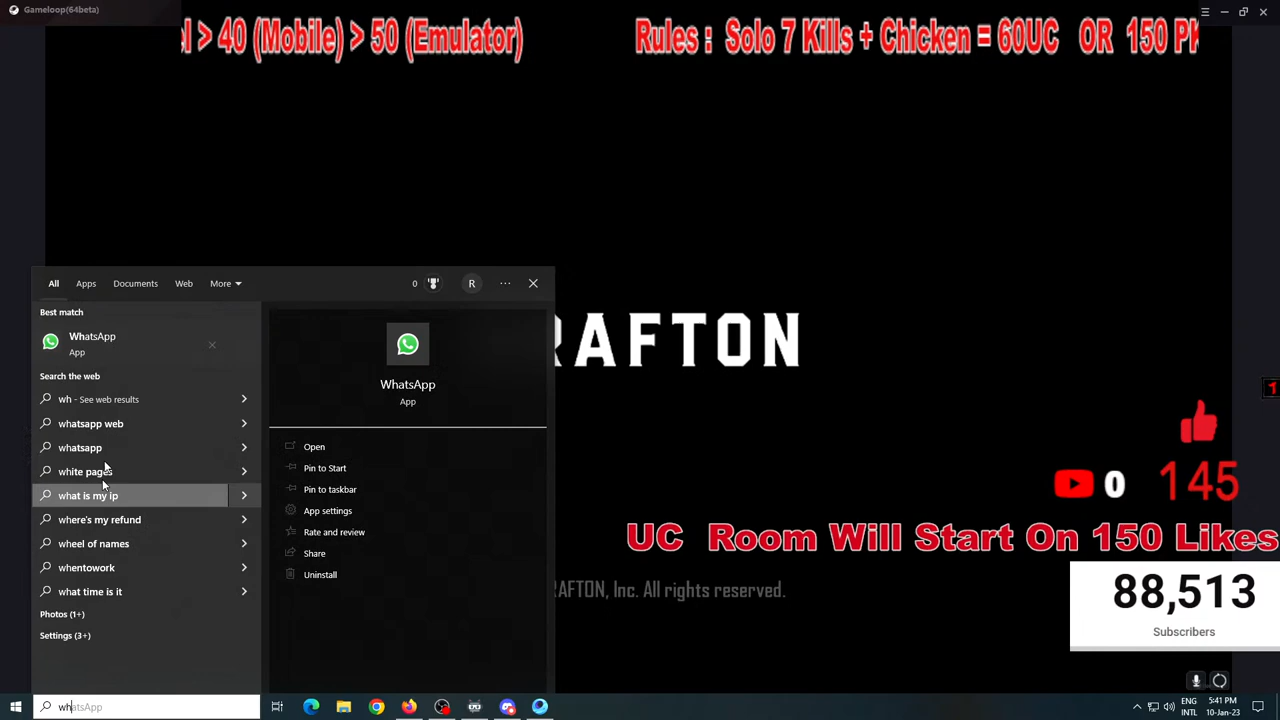 Gameloop(64beta)
l > 40 (Mobile) > 50 (Emulator)
Rules : Solo 7 Kills + Chicken = 60UC OR 150 PK
RAFTON
AFTON, Inc. All rights reserved.
All
Apps
Documents
Web
More
0
R
Best match
WhatsApp
App
Search the web
wh - See web results
whatsapp web
whatsapp
white pages
what is my ip
where's my refund
wheel of names
whentowork
what time is it
Photos (1+)
Settings (3+)
WhatsApp
App
Open
Pin to Start
Pin to taskbar
App settings
Rate and review
Share
Uninstall
1
0
145
UC Room Will Start On 150 Likes
88,513
Subscribers
whatsApp
5:41 PM
INTL
10-Jan-23